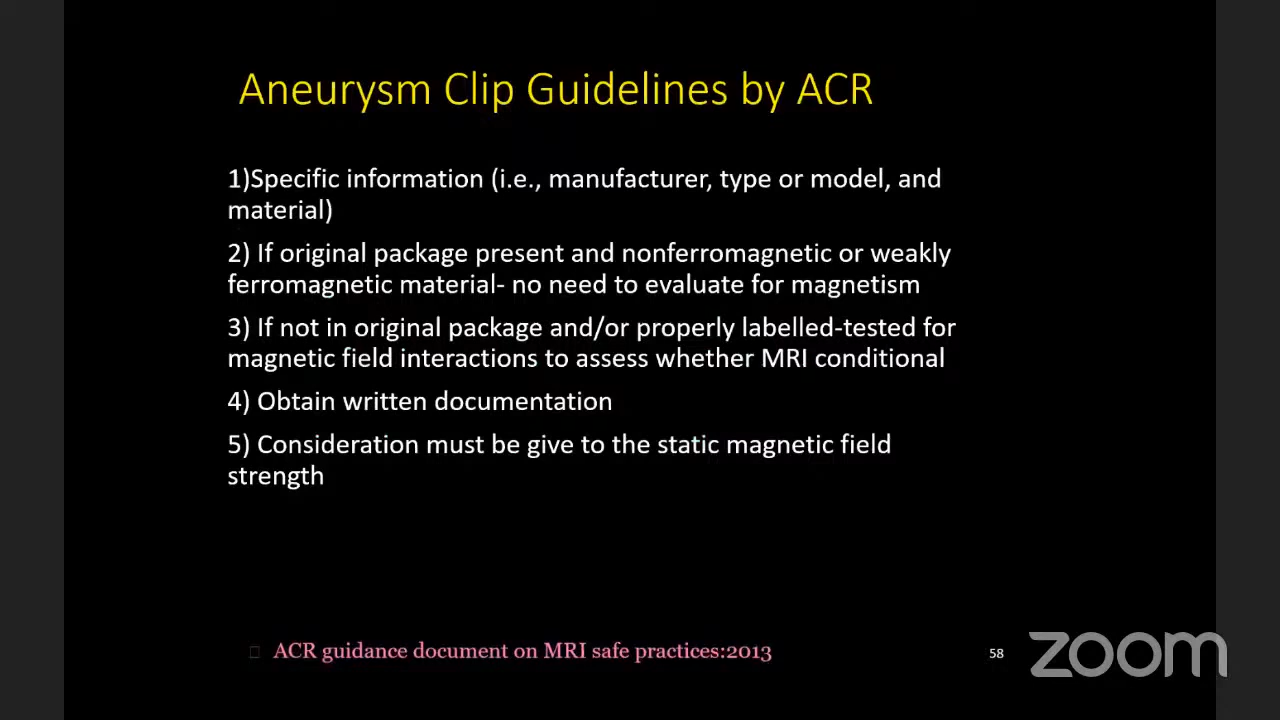 Aneurysm Clip Guidelines by ACR
1)Specific information (i.e., manufacturer, type or model, and
material)
2) If original package present and nonferromagnetic or weakly
ferromagnetic material- no need to evaluate for magnetism
3) If not in original package and/or properly labelled-tested for
magnetic field interactions to assess whether MRI conditional
4) Obtain written documentation
5) Consideration must be give to the static magnetic field
strength
ACR guidance document on MRI safe practices:2013
58
zoom